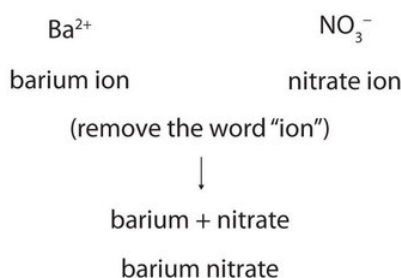 Ba²⁺ NO₃⁻
barium ion nitrate ion
(remove the word “ion”)
barium + nitrate
barium nitrate